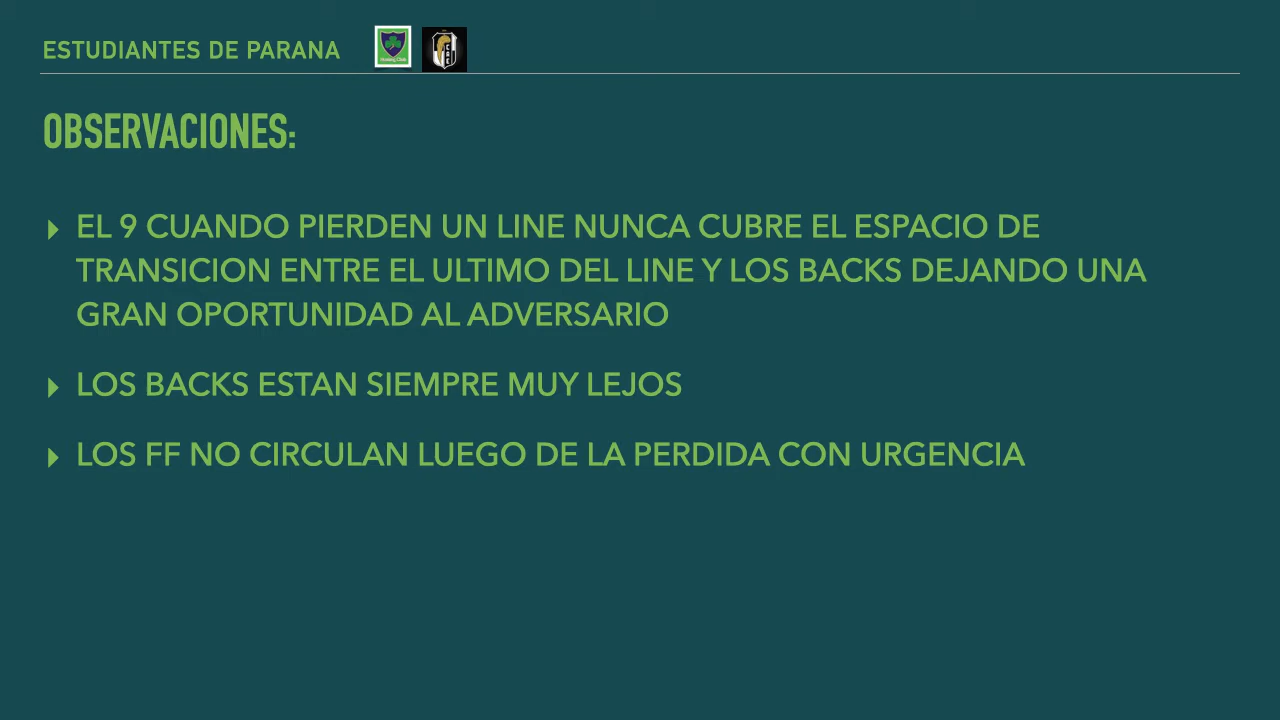 ESTUDIANTES DE PARANA
OBSERVACIONES:
EL 9 CUANDO PIERDEN UN LINE NUNCA CUBRE EL ESPACIO DE
TRANSICION ENTRE EL ULTIMO DEL LINE Y LOS BACKS DEJANDO UNA
GRAN OPORTUNIDAD AL ADVERSARIO
LOS BACKS ESTAN SIEMPRE MUY LEJOS
LOS FF NO CIRCULAN LUEGO DE LA PERDIDA CON URGENCIA